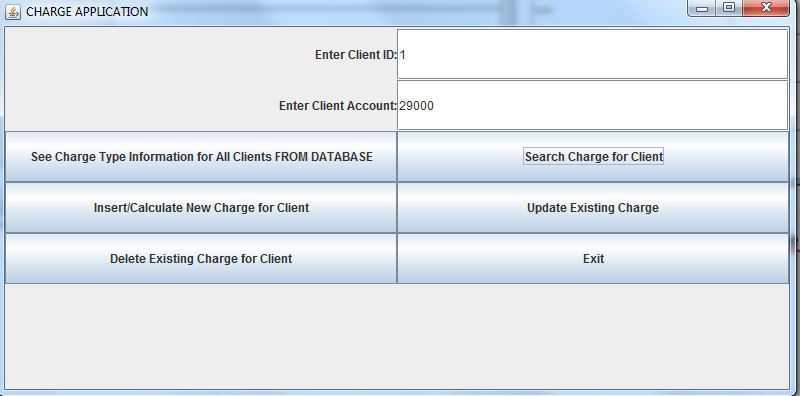 CHARGE APPLICATION
Enter Client ID: 1
Enter Client Account: 29000
See Charge Type Information for All Clients FROM DATABASE
Search Charge for Client
Insert/Calculate New Charge for Client
Update Existing Charge
Delete Existing Charge for Client
Exit